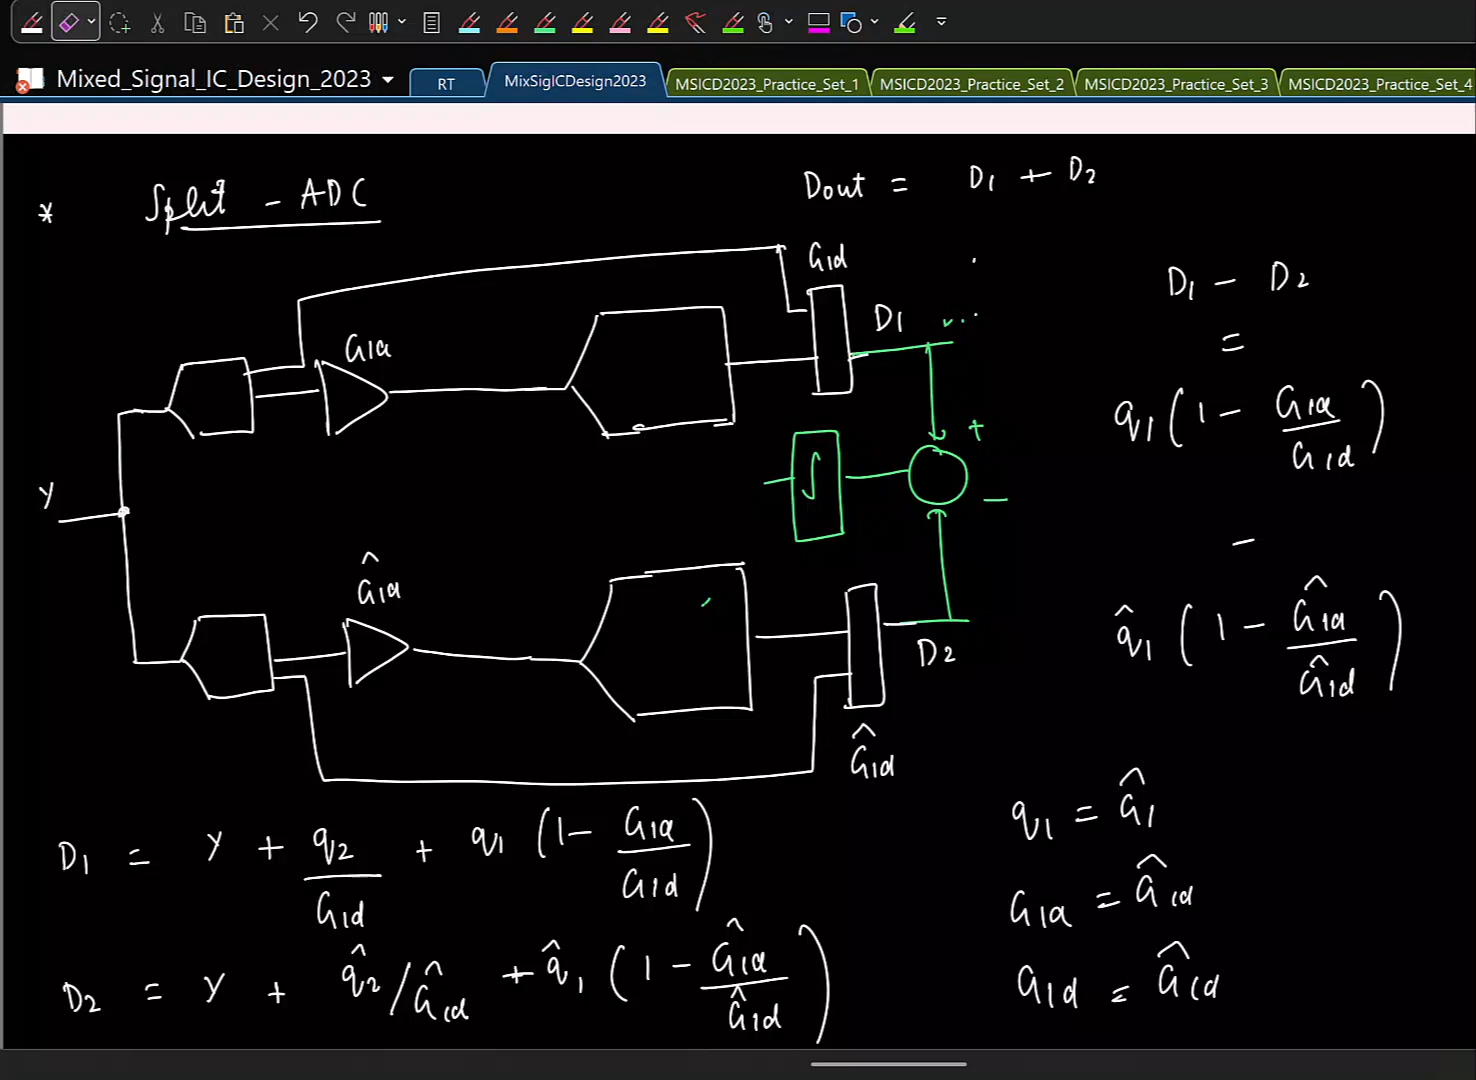 Mixed_Signal_IC_Design_2023
RT
MixSigICDesign2023
MSICD2023_Practice_Set_1
MSICD2023_Practice_Set_2
MSICD2023_Practice_Set_3
MSICD2023_Practice_Set_4
* Split - ADC
Dout = D1 + D2
G1d
D1 - D2
G1a
D1
=
+
q1 (1 - G1a/G1d)
∫
Y
-
-
Ĝ1a
q̂1 (1 - Ĝ1a/Ĝ1d)
D2
Ĝ1d
D1 = Y + q2/G1d + q1 (1 - G1a/G1d)
q1 = q̂1
G1a = Ĝ1d
D2 = Y + q̂2/Ĝ1d + q̂1 (1 - Ĝ1a/Ĝ1d)
G1d = Ĝ1d